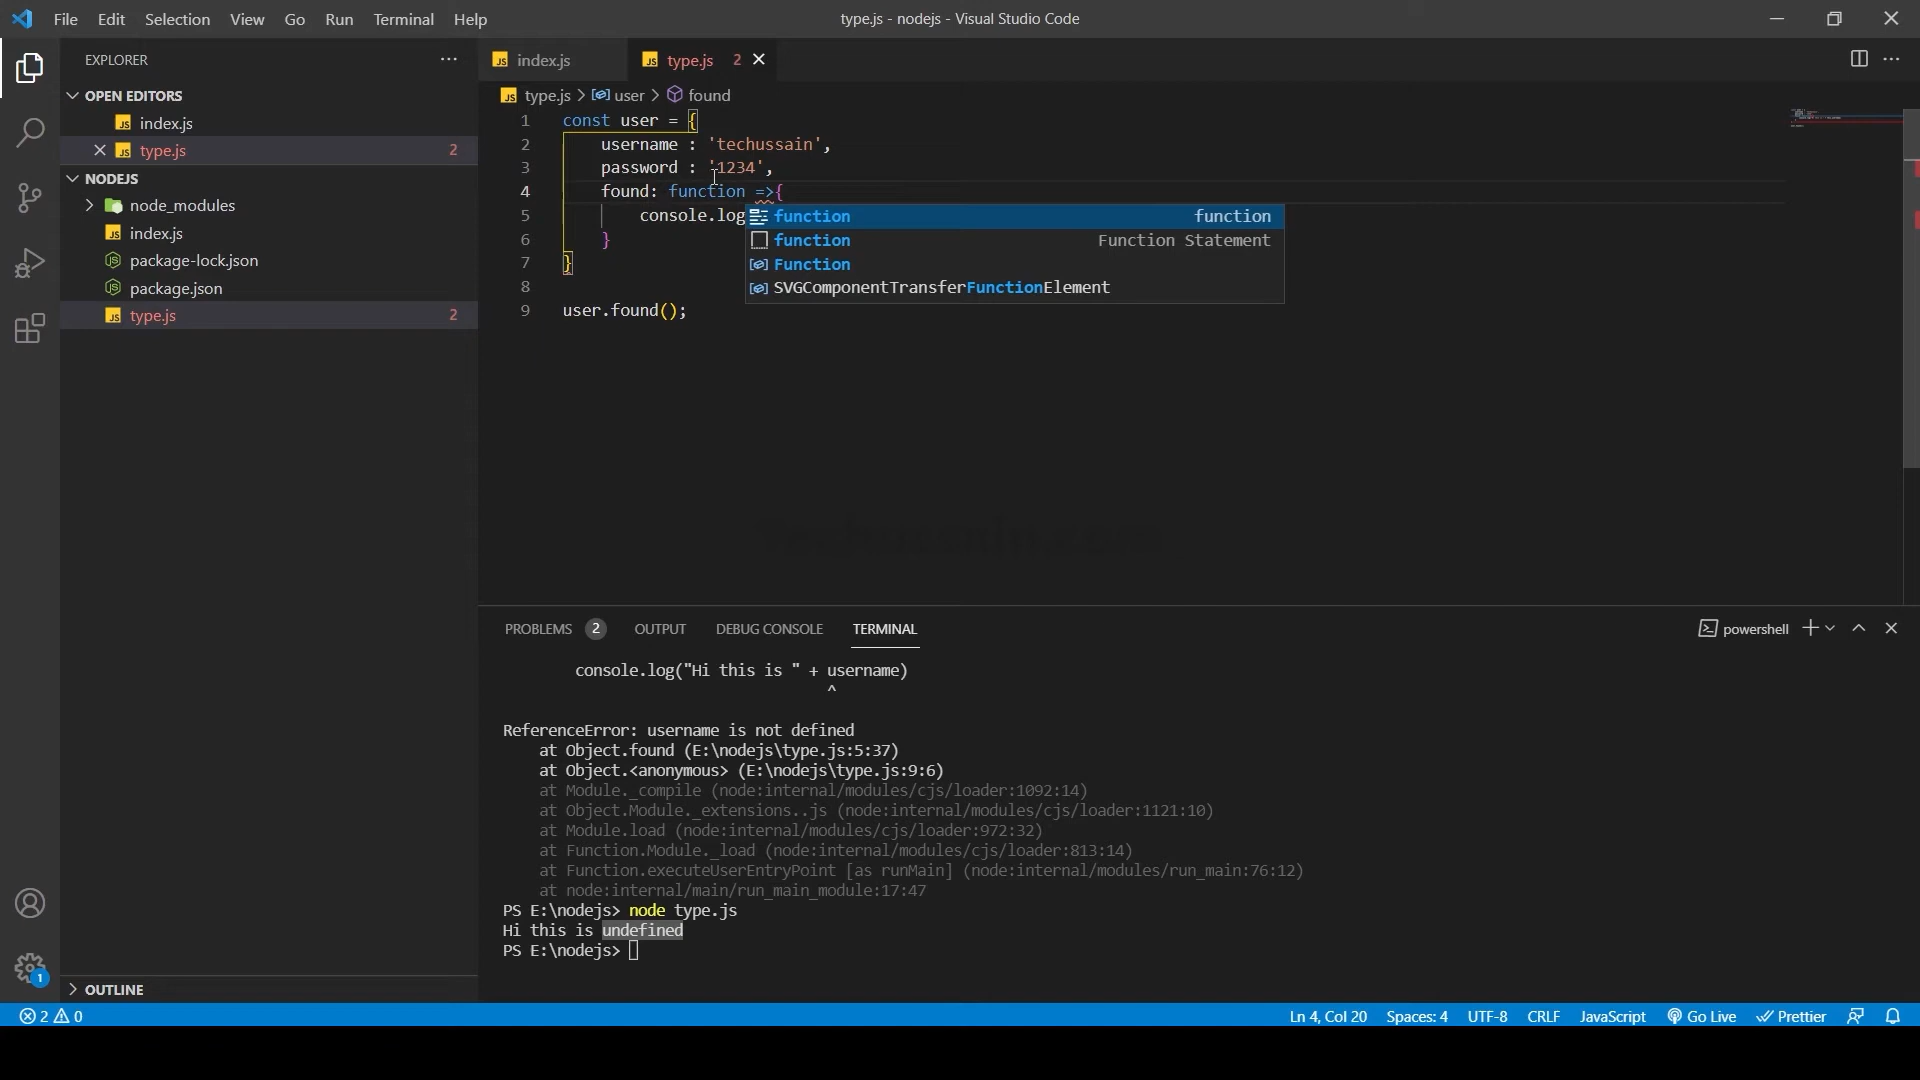 File Edit Selection View Go Run Terminal Help type.js - nodejs - Visual Studio Code
EXPLORER
index.js type.js 2
OPEN EDITORS
index.js
type.js 2
NODEJS
node_modules
index.js
package-lock.json
package.json
type.js 2
OUTLINE
type.js user found
1 const user = {
2 username : 'techussain',
3 password : '1234',
4 found: function =>{
5 console.log
6 }
7 }
8
9 user.found();
function function
function Function Statement
Function
SVGComponentTransferFunctionElement
PROBLEMS 2 OUTPUT DEBUG CONSOLE TERMINAL powershell
console.log("Hi this is " + username)
^
ReferenceError: username is not defined
at Object.found (E:\nodejs\type.js:5:37)
at Object.<anonymous> (E:\nodejs\type.js:9:6)
at Module._compile (node:internal/modules/cjs/loader:1092:14)
at Object.Module._extensions..js (node:internal/modules/cjs/loader:1121:10)
at Module.load (node:internal/modules/cjs/loader:972:32)
at Function.Module._load (node:internal/modules/cjs/loader:813:14)
at Function.executeUserEntryPoint [as runMain] (node:internal/modules/run_main:76:12)
at node:internal/main/run_main_module:17:47
PS E:\nodejs> node type.js
Hi this is undefined
PS E:\nodejs>
1
2 0 Ln 4, Col 20 Spaces: 4 UTF-8 CRLF JavaScript Go Live Prettier